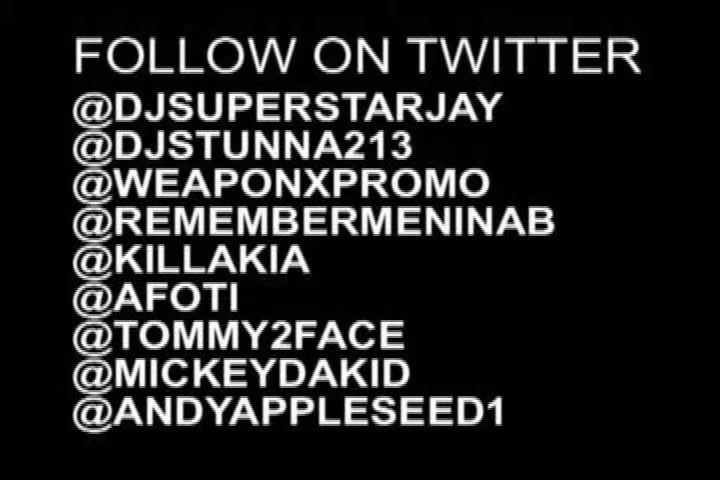 FOLLOW ON TWITTER
@DJSUPERSTARJAY
@DJSTUNNA213
@WEAPONXPROMO
@REMEMBERMENINAB
@KILLAKIA
@AFOTI
@TOMMY2FACE
@MICKEYDAKID
@ANDYAPPLESEED1